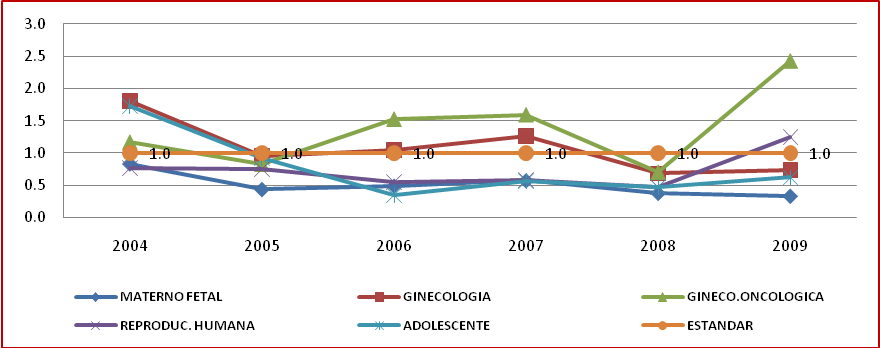 3.0
2.5
2.0
1.5
1.0
0.5
0.0
1.0 1.0 1.0 1.0 1.0 1.0
2004 2005 2006 2007 2008 2009
MATERNO FETAL GINECOLOGIA GINECO.ONCOLOGICA
REPRODUC. HUMANA ADOLESCENTE ESTANDAR